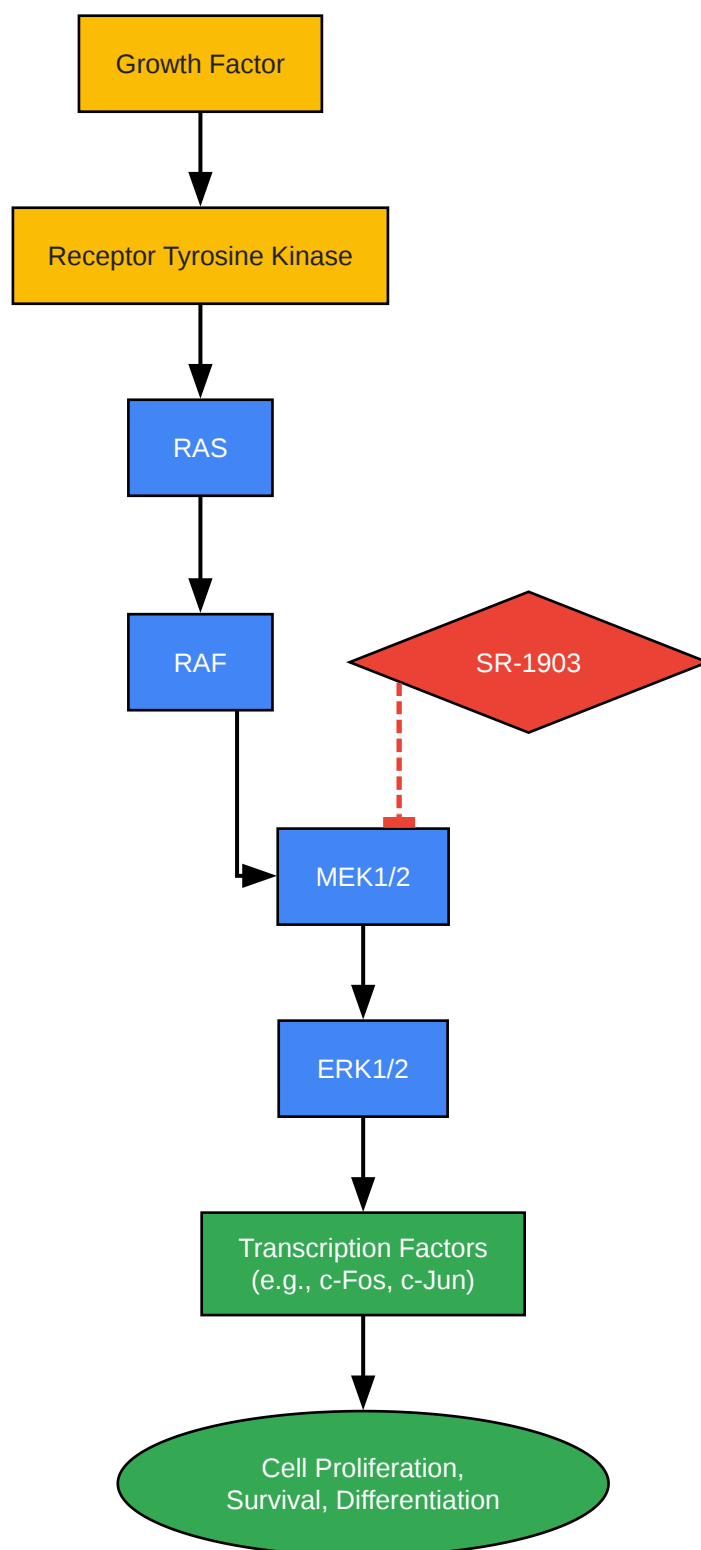 Growth Factor
Receptor Tyrosine Kinase
RAS
RAF
SR-1903
MEK1/2
ERK1/2
Transcription Factors
(e.g., c-Fos, c-Jun)
Cell Proliferation,
Survival, Differentiation